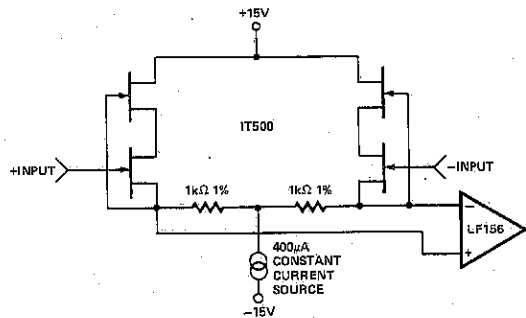 +15V
IT500
+INPUT
−INPUT
1kΩ 1%
1kΩ 1%
−
LF156
+
400μA
CONSTANT
CURRENT
SOURCE
−15V